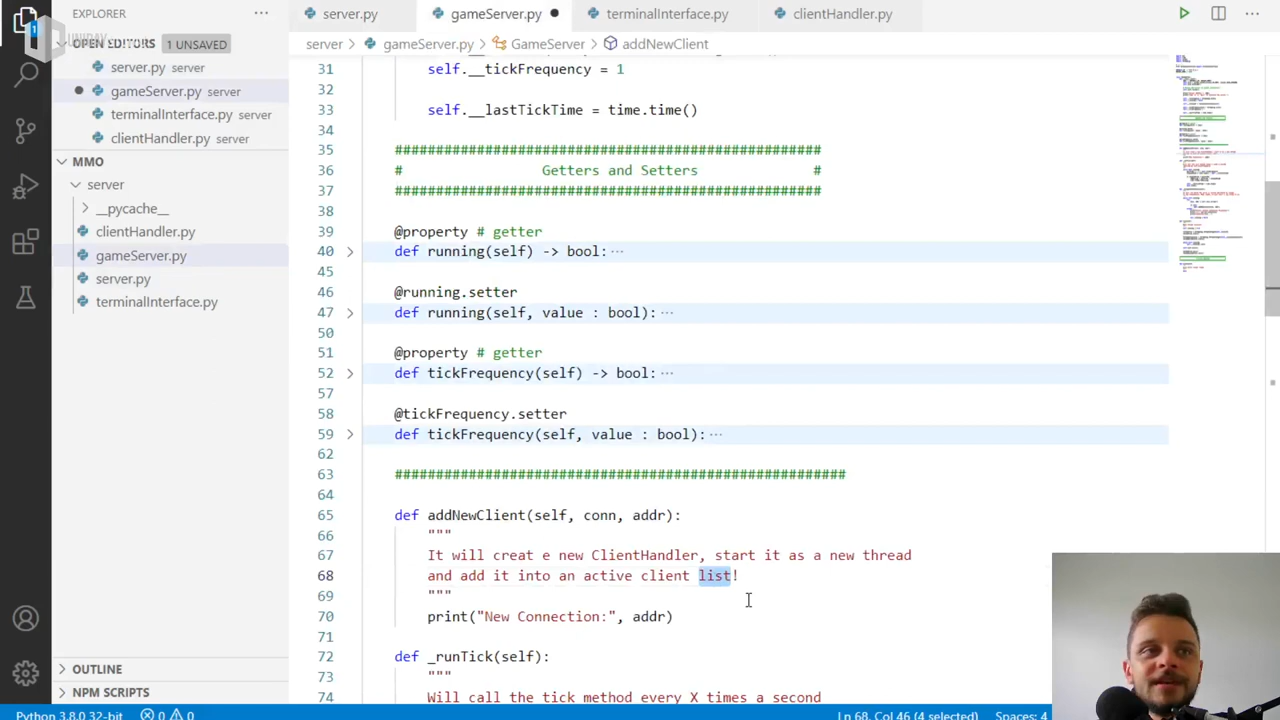 EXPLORER
OPEN EDITORS 1 UNSAVED
server.py server
gameServer.py server
terminalInterface.py server
clientHandler.py server
MMO
server
__pycache__
clientHandler.py
gameServer.py
server.py
terminalInterface.py
OUTLINE
NPM SCRIPTS
server.py gameServer.py terminalInterface.py clientHandler.py
server > gameServer.py > GameServer > addNewClient
31 self.__tickFrequency = 1
32
33 self.__lastTickTime = time.time()
34
35 ####################################################
36 # Getters and Setters #
37 ####################################################
38
39 @property # getter
40 def running(self) -> bool:
45
46 @running.setter
47 def running(self, value : bool):
50
51 @property # getter
52 def tickFrequency(self) -> bool:
57
58 @tickFrequency.setter
59 def tickFrequency(self, value : bool):
62
63 #######################################################
64
65 def addNewClient(self, conn, addr):
66 """
67 It will creat e new ClientHandler, start it as a new thread
68 and add it into an active client list!
69 """
70 print("New Connection:", addr)
71
72 def _runTick(self):
73 """
74 Will call the tick method every X times a second
Python 3.8.0 32-bit 0 0 Ln 68, Col 46 (4 selected) Spaces: 4